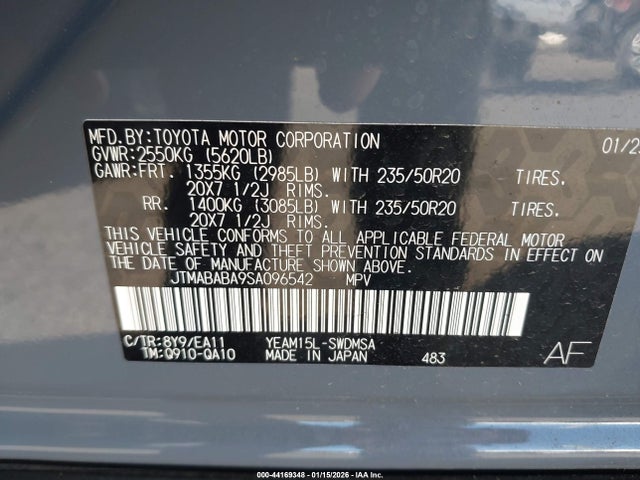 MFD.BY:TOYOTA MOTOR CORPORATION 01/25
GVWR:2550KG (5620LB)
GAWR:FRT. 1355KG (2985LB) WITH 235/50R20 TIRES.
20X7 1/2J RIMS.
RR. 1400KG (3085LB) WITH 235/50R20 TIRES.
20X7 1/2J RIMS.
THIS VEHICLE CONFORMS TO ALL APPLICABLE FEDERAL MOTOR
VEHICLE SAFETY AND THEFT PREVENTION STANDARDS IN EFFECT ON
THE DATE OF MANUFACTURE SHOWN ABOVE.
JTMABABA9SA096542 MPV
C/TR:8Y9/EA11 YEAM15L-SWDMSA
TM:Q910-QA10 MADE IN JAPAN 483 AF
000-44169348 - 01/15/2026 - IAA Inc.